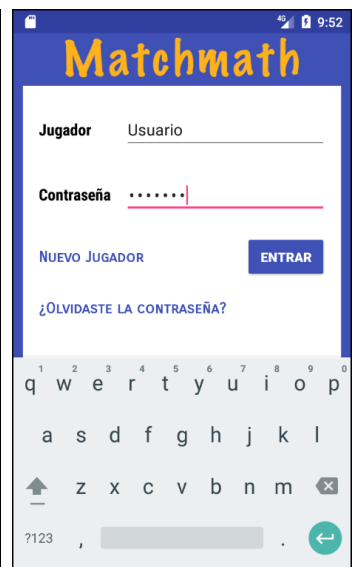 4G 9:52
Matchmath
Jugador Usuario
Contraseña •••••••
NUEVO JUGADOR ENTRAR
¿OLVIDASTE LA CONTRASEÑA?
1 2 3 4 5 6 7 8 9 0
q w e r t y u i o p
a s d f g h j k l
z x c v b n m
?123 , .